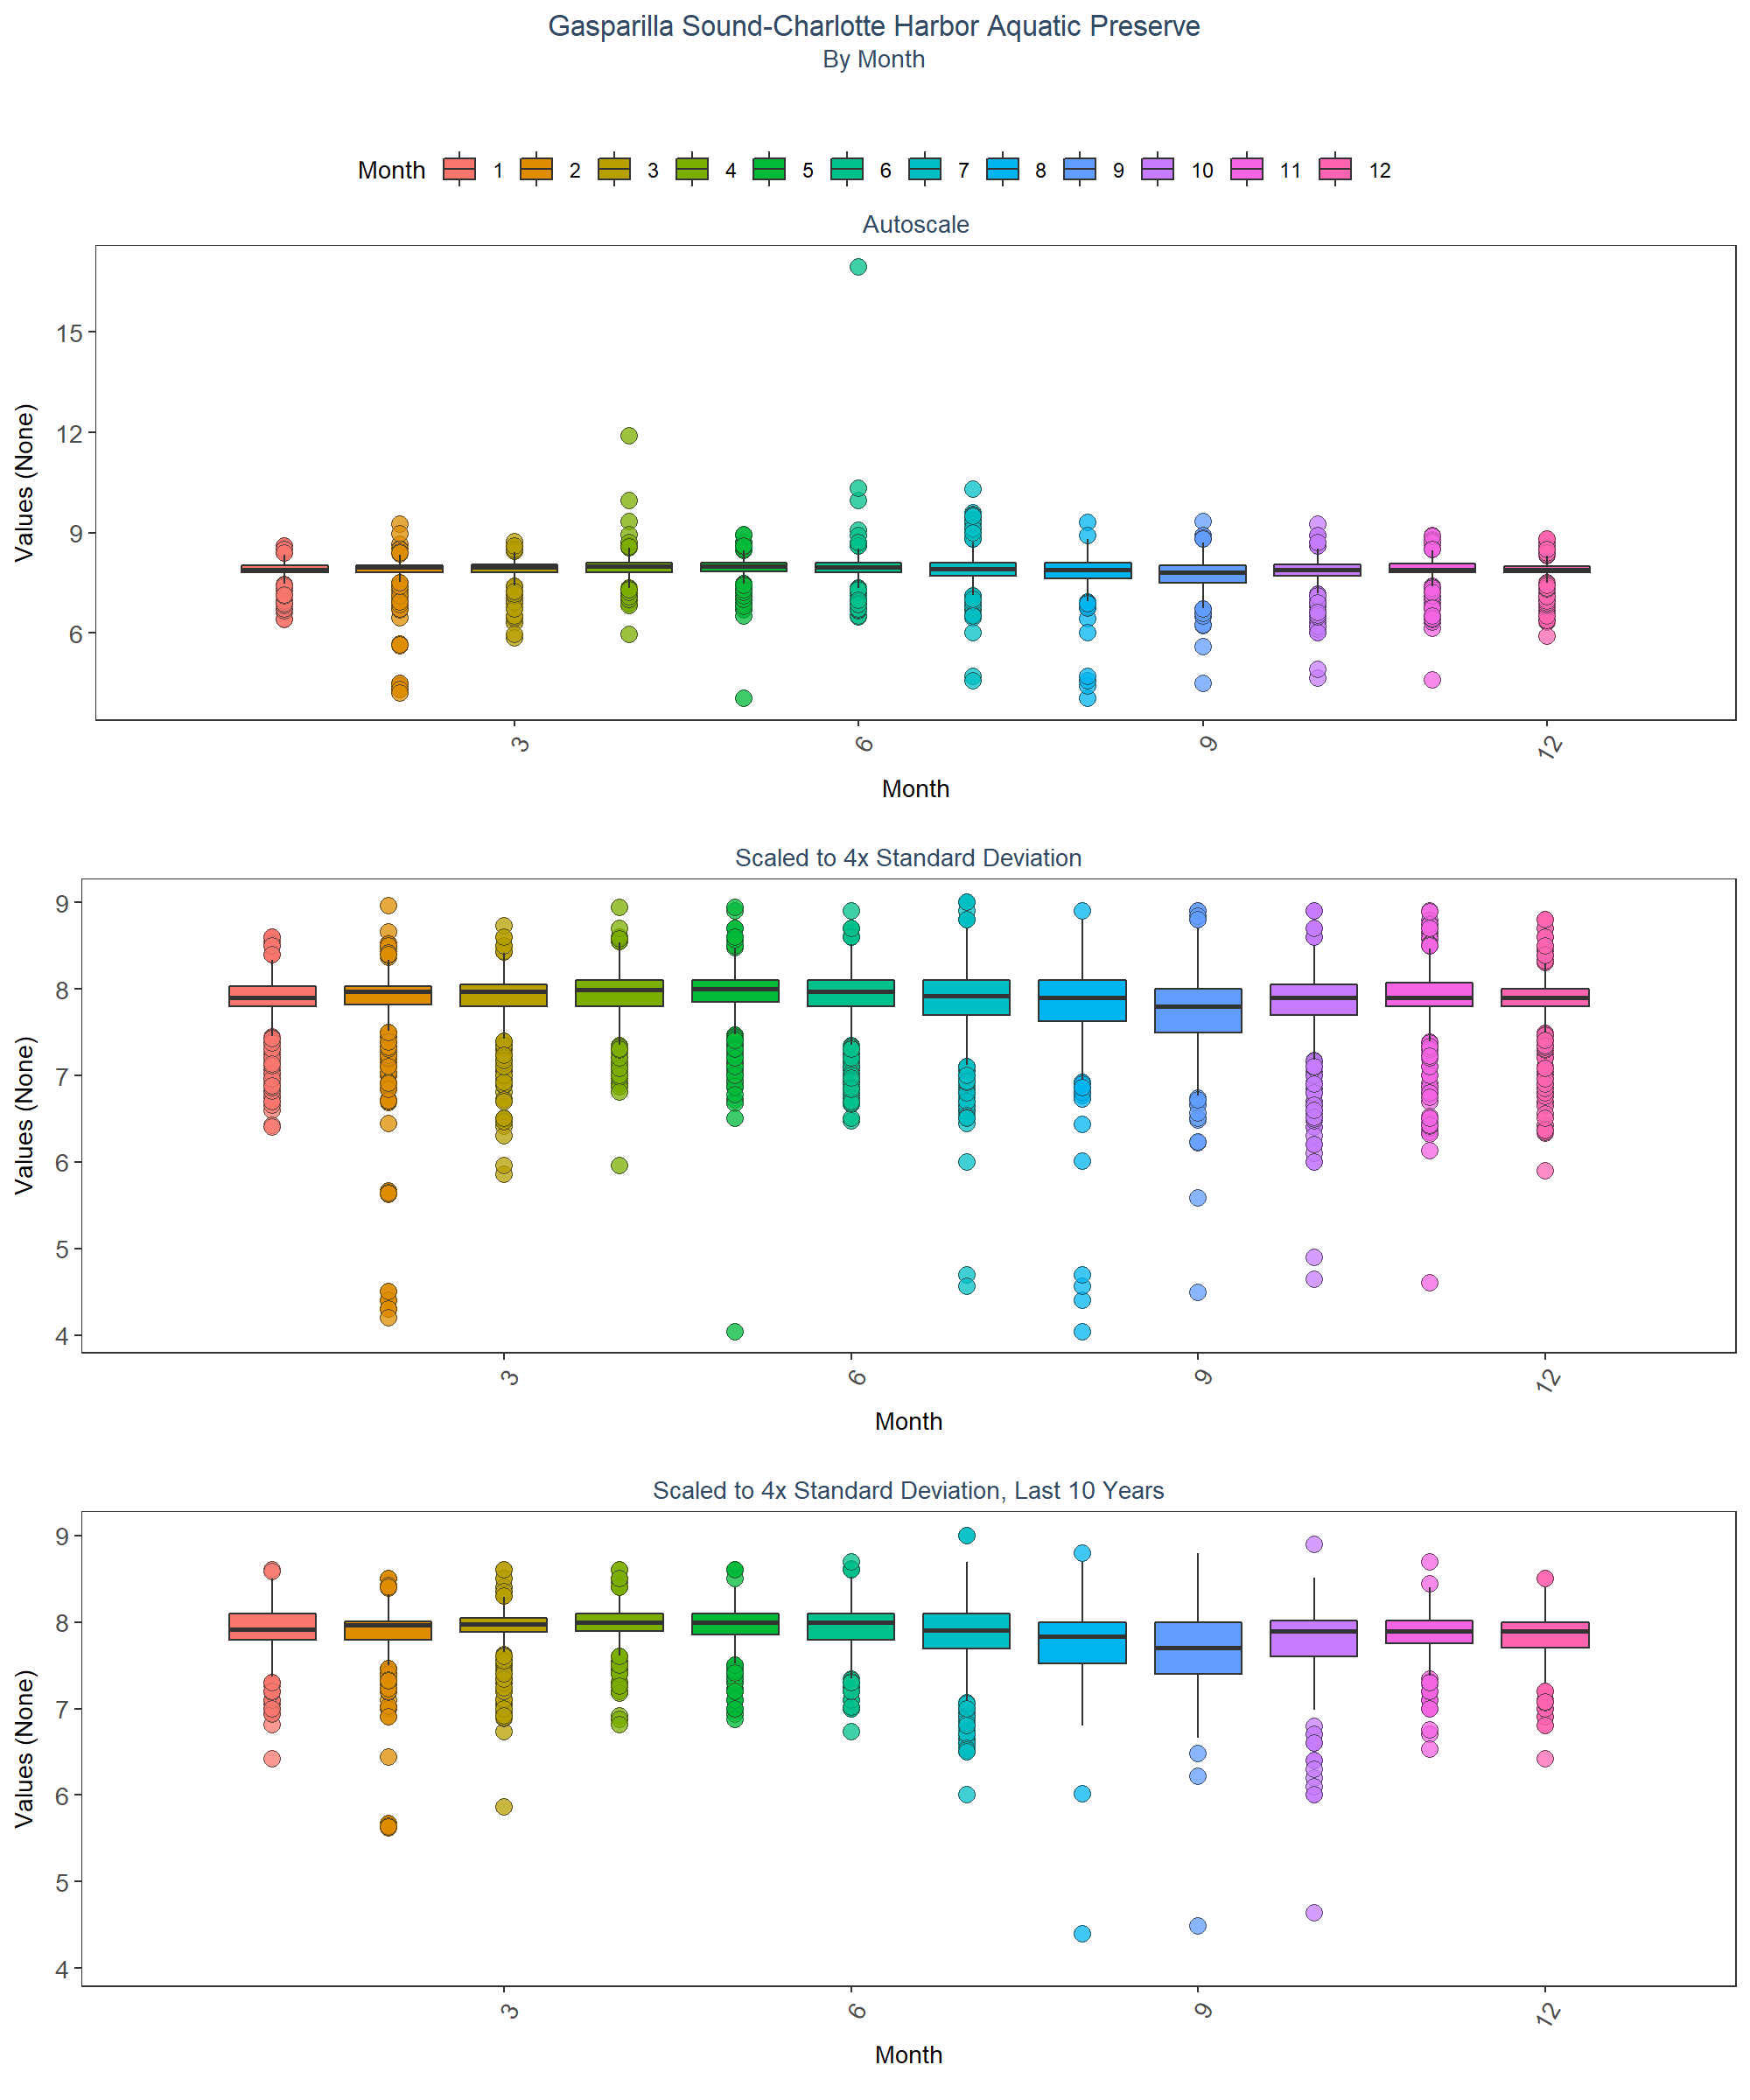 Gasparilla Sound-Charlotte Harbor Aquatic Preserve
By Month
Month 1 2 3 4 5 6 7 8 9 10 11 12
Autoscale
Values (None)
15
12
9
6
3 6 9 12
Month
Scaled to 4x Standard Deviation
Values (None)
9
8
7
6
5
4
3 6 9 12
Month
Scaled to 4x Standard Deviation, Last 10 Years
Values (None)
9
8
7
6
5
4
3 6 9 12
Month